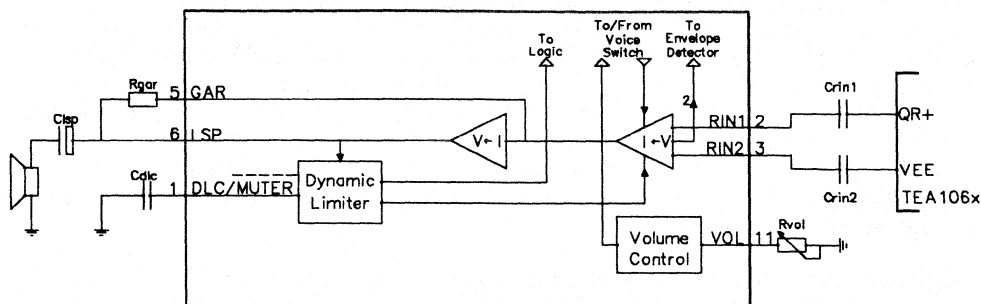 To
Logic
To/From
Voice
Switch
To
Envelope
Detector
Rgar
5 GAR
2
Crin1
QR+
Clsp
6 LSP
V←I
I←V
RIN1 2
RIN2 3
Cdlc
1 DLC/MUTER
Dynamic
Limiter
Crin2
VEE
TEA106x
Volume
Control
VOL 11
Rvol